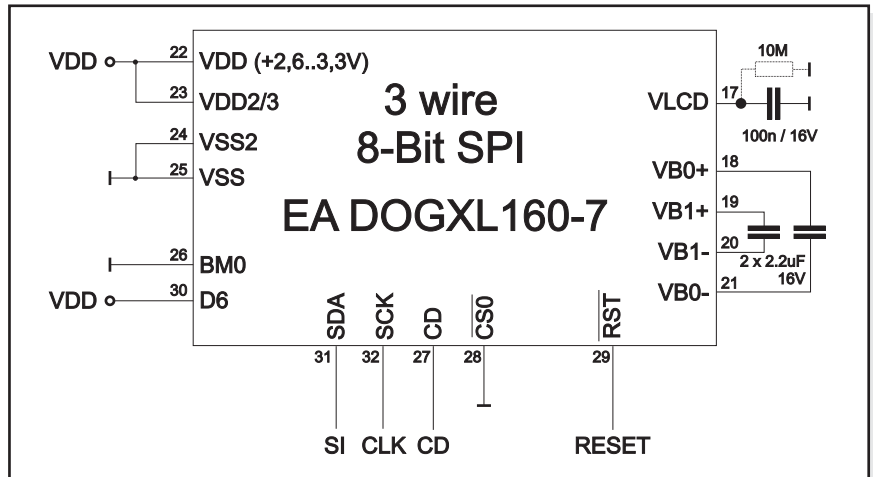 VDD
22
VDD (+2,6..3,3V)
23
VDD2/3
24
VSS2
25
VSS
26
BM0
VDD
30
D6
3 wire
8-Bit SPI
EA DOGXL160-7
10M
VLCD
17
100n / 16V
VB0+
18
VB1+
19
VB1-
20
2 x 2.2uF
16V
VB0-
21
SDA
SCK
CD
CS0
RST
31
32
27
28
29
SI
CLK
CD
RESET